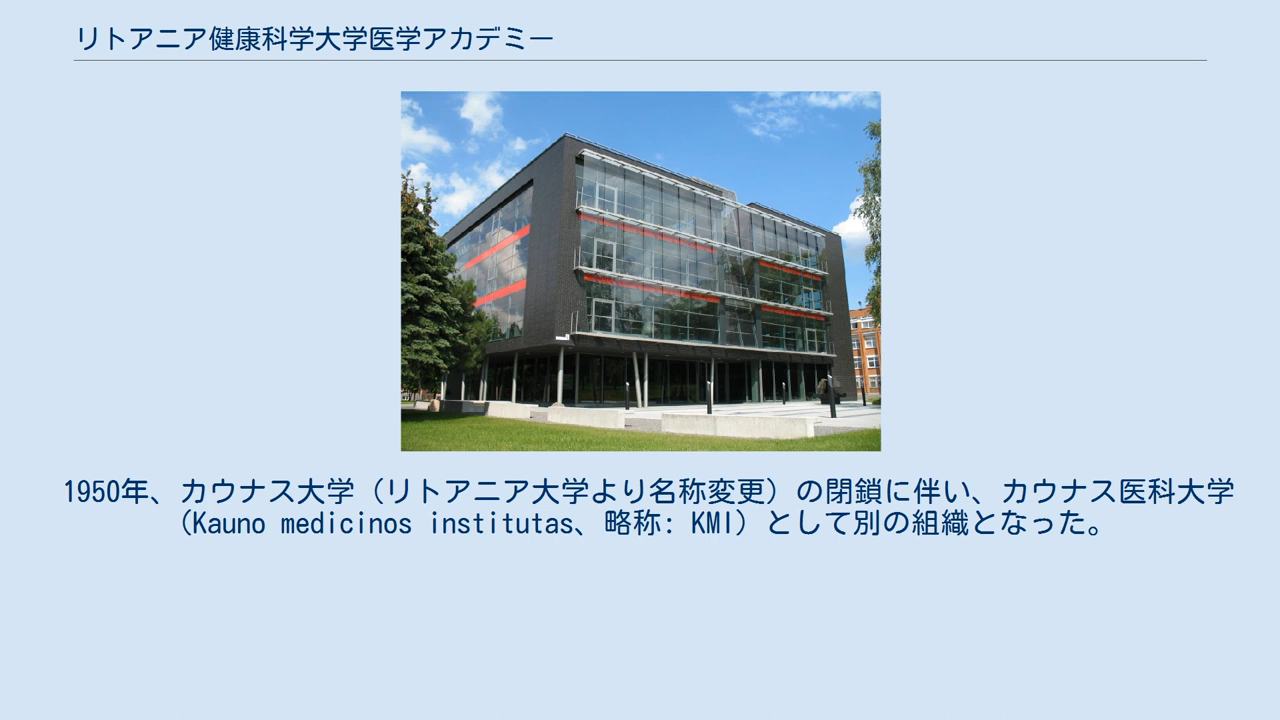 リトアニア健康科学大学医学アカデミー
1950年、カウナス大学（リトアニア大学より名称変更）の閉鎖に伴い、カウナス医科大学
（Kauno medicinos institutas、略称: KMI）として別の組織となった。